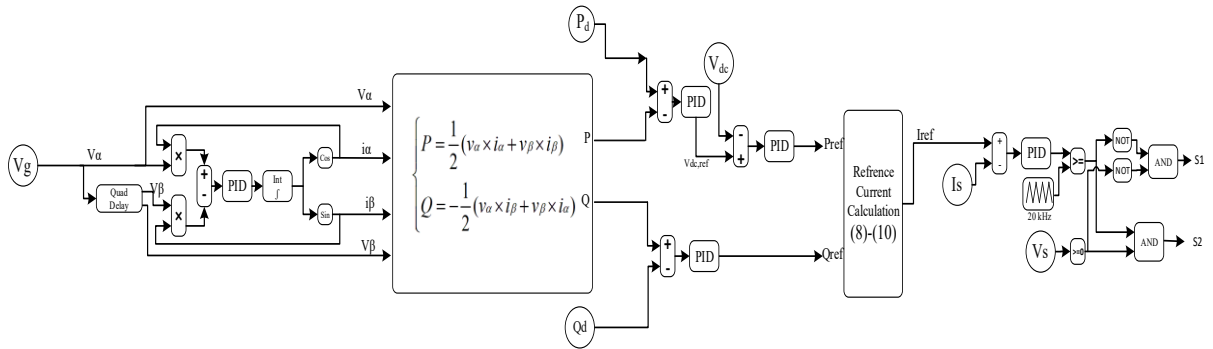 Vg
Vα
Quad
Delay
Vβ
×
×
+
-
PID
Int
∫
Cos
Sin
Vα
iα
iβ
Vβ
P = 1/2 (vα × iα + vβ × iβ)
Q = -1/2 (vα × iβ + vβ × iα)
P
Q
Pd
+
-
PID
Vdc,ref
Vdc
-
+
PID
Pref
Qd
+
-
PID
Qref
Refrence
Current
Calculation
(8)-(10)
Iref
Is
+
-
PID
20 kHz
>=
Vs
>=0
NOT
NOT
AND
AND
S1
S2